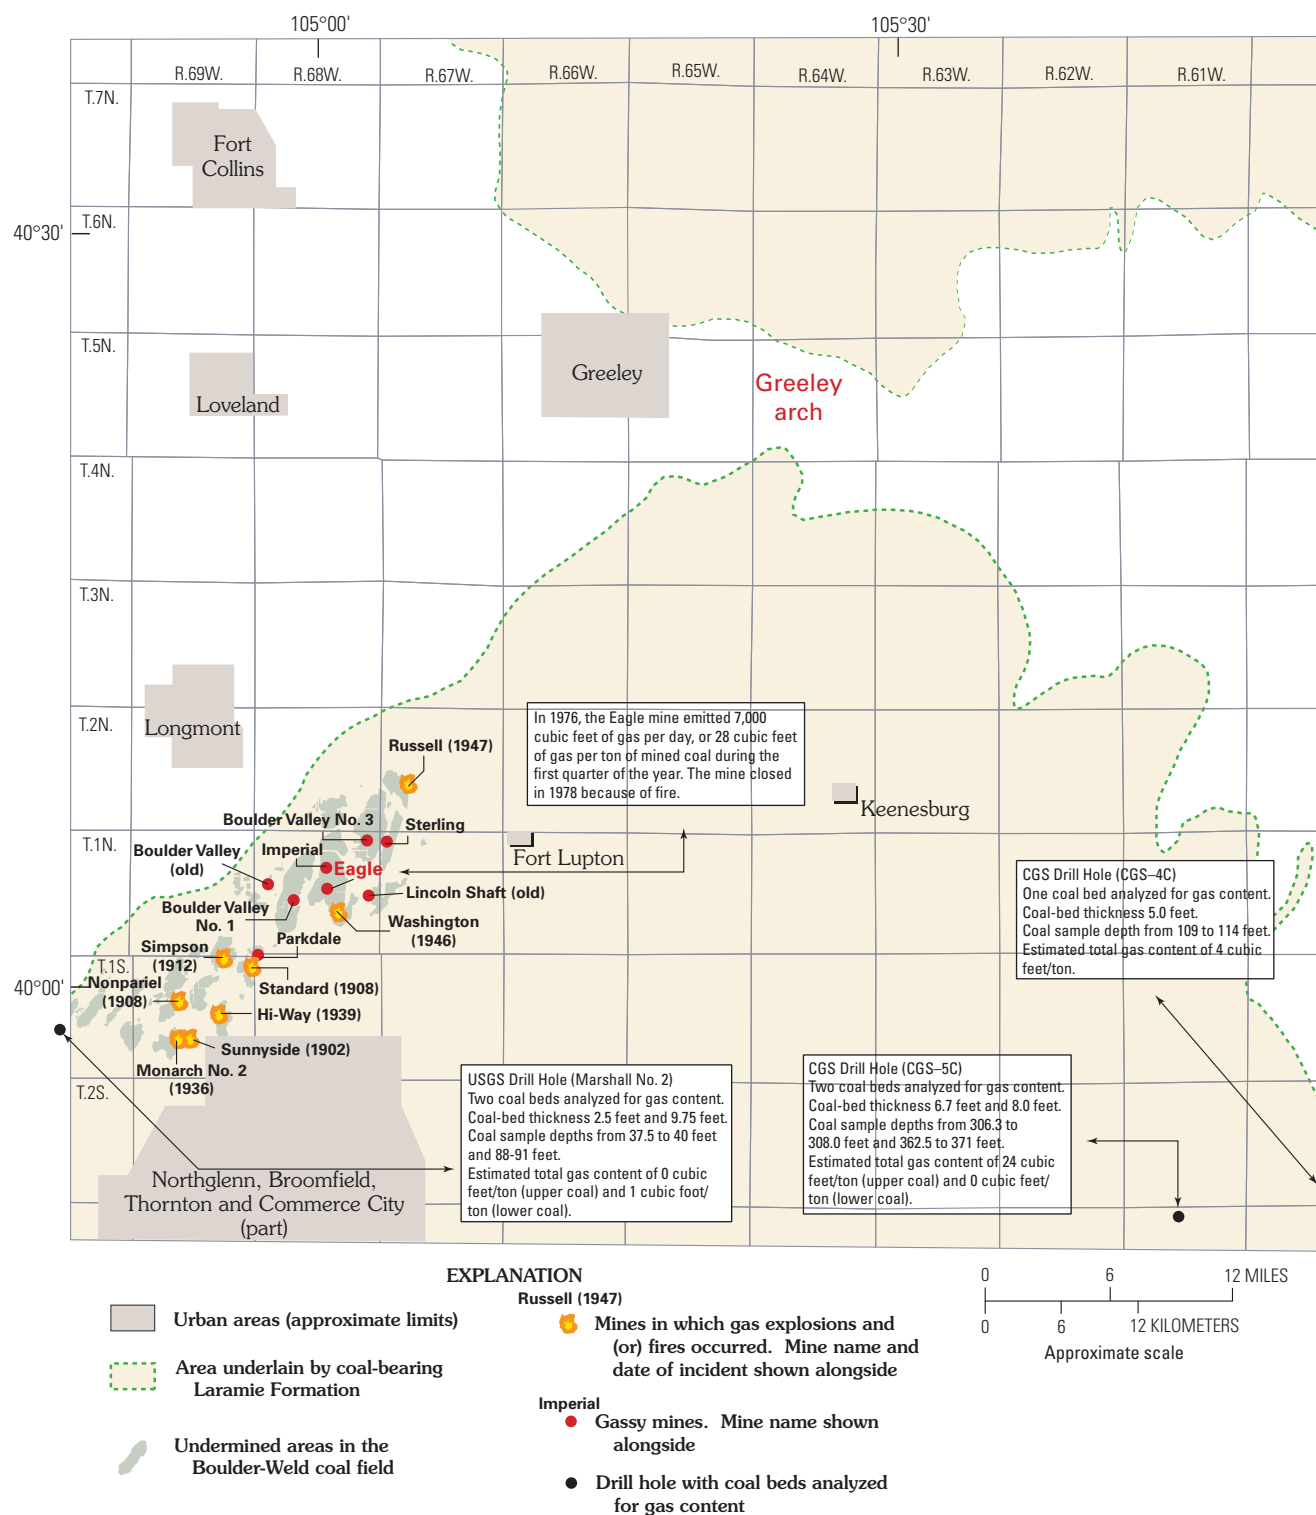 105°00'
105°30'
R.69W.
R.68W.
R.67W.
R.66W.
R.65W.
R.64W.
R.63W.
R.62W.
R.61W.
T.7N.
Fort
Collins
T.6N.
40°30'
T.5N.
Greeley
Loveland
Greeley
arch
T.4N.
T.3N.
T.2N.
Longmont
In 1976, the Eagle mine emitted 7,000
cubic feet of gas per day, or 28 cubic feet
of gas per ton of mined coal during the
first quarter of the year. The mine closed
in 1978 because of fire.
Russell (1947)
Keenesburg
Boulder Valley No. 3
Sterling
T.1N.
Fort Lupton
Boulder Valley
(old)
Imperial
Eagle
Lincoln Shaft (old)
Boulder Valley
No. 1
Washington
(1946)
Parkdale
Simpson
(1912)
T.1S.
Nonpariel
(1908)
Standard (1908)
40°00'
Hi-Way (1939)
Sunnyside (1902)
Monarch No. 2
(1936)
T.2S.
CGS Drill Hole (CGS–4C)
One coal bed analyzed for gas content.
Coal-bed thickness 5.0 feet.
Coal sample depth from 109 to 114 feet.
Estimated total gas content of 4 cubic
feet/ton.
USGS Drill Hole (Marshall No. 2)
Two coal beds analyzed for gas content.
Coal-bed thickness 2.5 feet and 9.75 feet.
Coal sample depths from 37.5 to 40 feet
and 88-91 feet.
Estimated total gas content of 0 cubic
feet/ton (upper coal) and 1 cubic foot/
ton (lower coal).
CGS Drill Hole (CGS–5C)
Two coal beds analyzed for gas content.
Coal-bed thickness 6.7 feet and 8.0 feet.
Coal sample depths from 306.3 to
308.0 feet and 362.5 to 371 feet.
Estimated total gas content of 24 cubic
feet/ton (upper coal) and 0 cubic feet/
ton (lower coal).
Northglenn, Broomfield,
Thornton and Commerce City
(part)
EXPLANATION
Urban areas (approximate limits)
Area underlain by coal-bearing
Laramie Formation
Undermined areas in the
Boulder-Weld coal field
Russell (1947)
Mines in which gas explosions and
(or) fires occurred. Mine name and
date of incident shown alongside
Imperial
Gassy mines. Mine name shown
alongside
Drill hole with coal beds analyzed
for gas content
0 6 12 MILES
0 6 12 KILOMETERS
Approximate scale